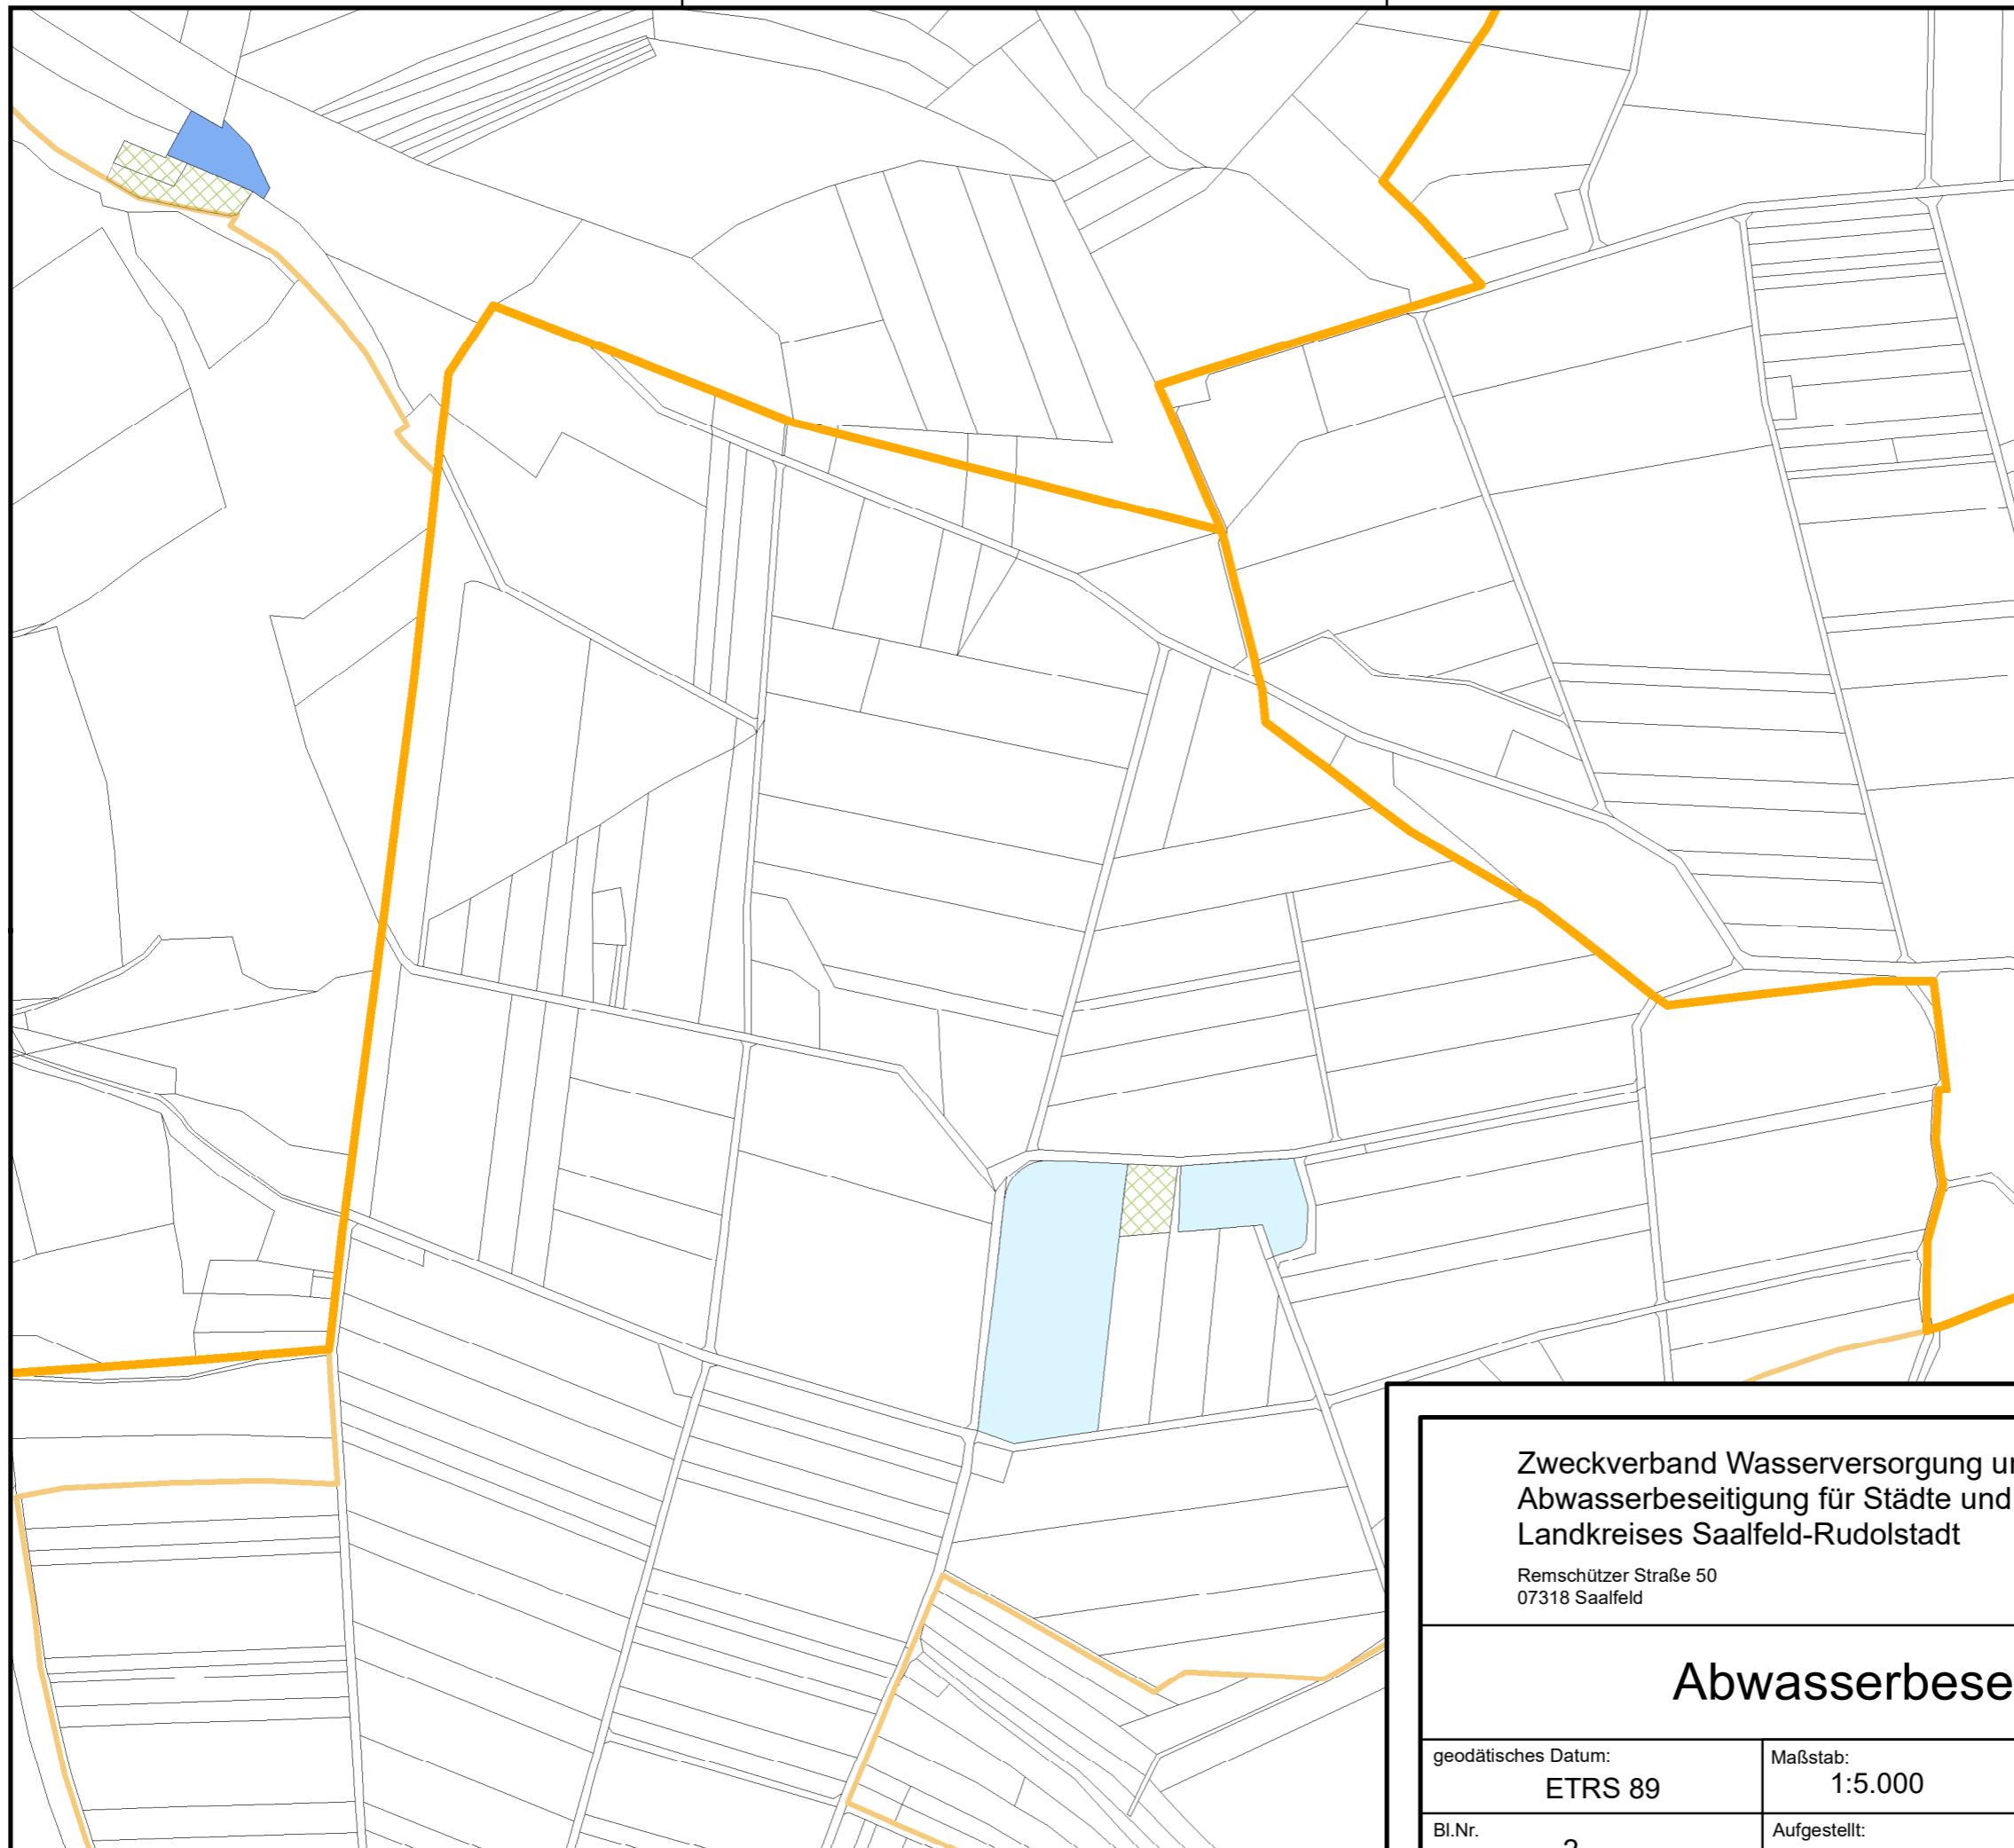 Zweckverband Wasserversorgung
Abwasserbeseitigung für Städte und
Landkreises Saalfeld-Rudolstadt
Remschützer Straße 50
07318 Saalfeld
geodätisches Datum:
ETRS 89
Maßstab:
1:5.000
Bl.Nr.
Aufgestellt: